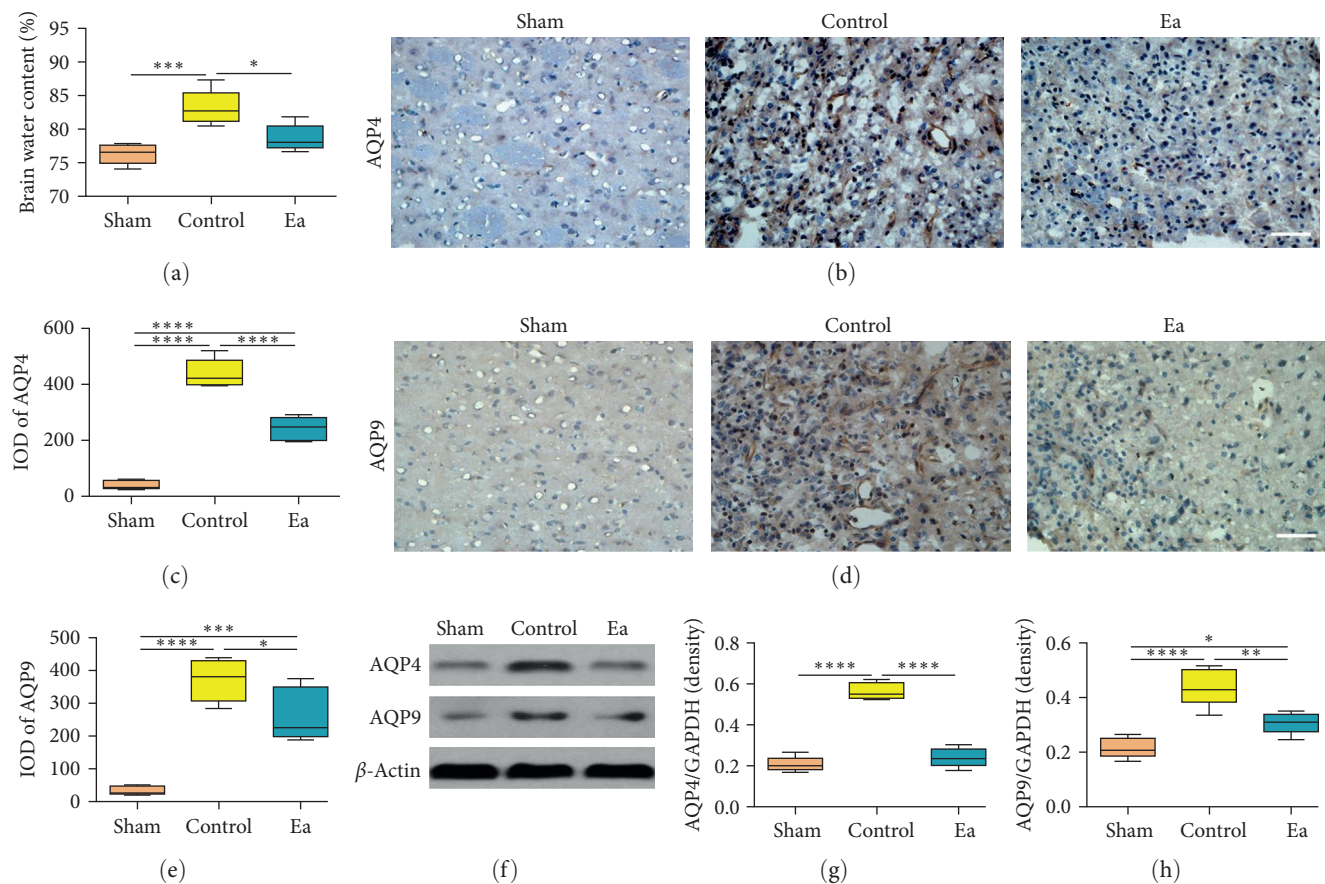 Brain water content (%)
95
90
85
80
75
70
***
*
Sham Control Ea
(a)
Sham Control Ea
AQP4
(b)
IOD of AQP4
600
400
200
0
****
**** ****
Sham Control Ea
(c)
Sham Control Ea
AQP9
(d)
IOD of AQP9
500
400
300
200
100
0
***
**** *
Sham Control Ea
(e)
Sham Control Ea
AQP4
AQP9
β-Actin
(f)
AQP4/GAPDH (density)
0.8
0.6
0.4
0.2
0.0
**** ****
Sham Control Ea
(g)
AQP9/GAPDH (density)
0.6
0.4
0.2
0.0
*
**** **
Sham Control Ea
(h)